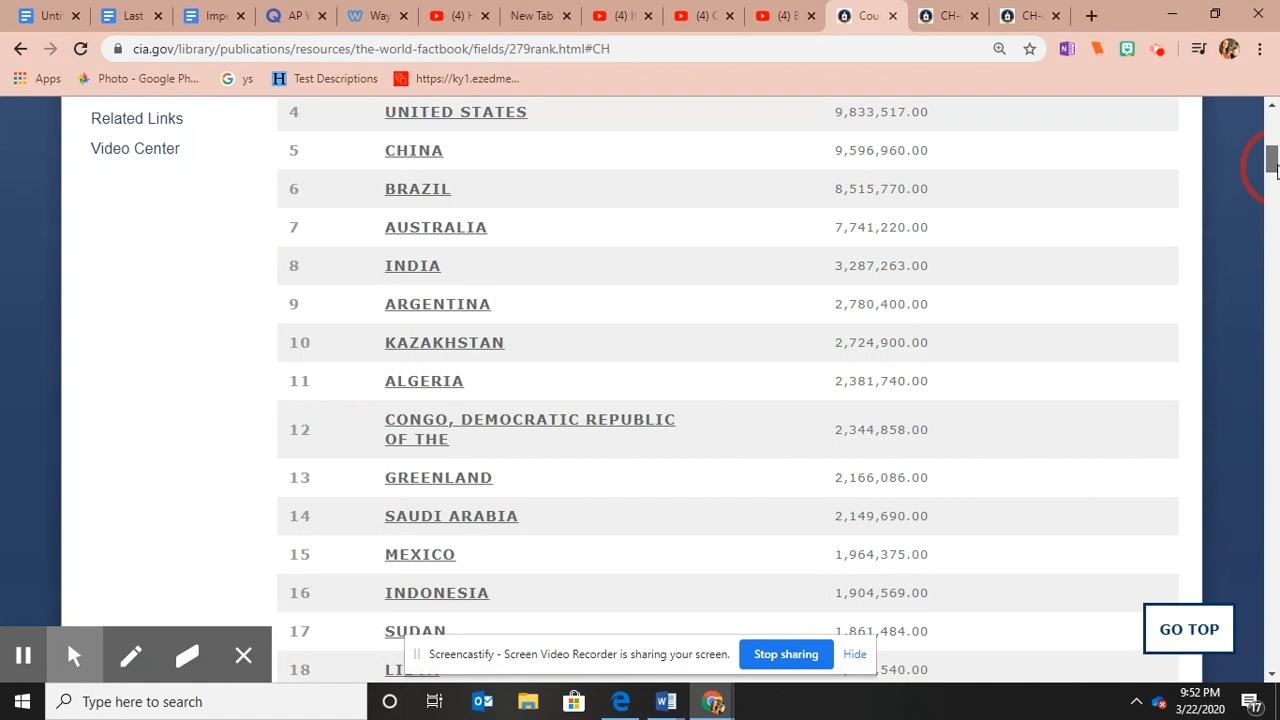 Unti
Last
Impo
AP W
Way
(4) H
New Tab
(4) It
(4) C
(4) B
Cou
CH-
CH-
cia.gov/library/publications/resources/the-world-factbook/fields/279rank.html#CH
Apps
Photo - Google Ph...
ys
Test Descriptions
https://ky1.ezedme...
Related Links
Video Center
4 UNITED STATES 9,833,517.00
5 CHINA 9,596,960.00
6 BRAZIL 8,515,770.00
7 AUSTRALIA 7,741,220.00
8 INDIA 3,287,263.00
9 ARGENTINA 2,780,400.00
10 KAZAKHSTAN 2,724,900.00
11 ALGERIA 2,381,740.00
12 CONGO, DEMOCRATIC REPUBLIC 2,344,858.00
OF THE
13 GREENLAND 2,166,086.00
14 SAUDI ARABIA 2,149,690.00
15 MEXICO 1,964,375.00
16 INDONESIA 1,904,569.00
17 SUDAN 1,861,484.00
18
GO TOP
Screencastify - Screen Video Recorder is sharing your screen.
Stop sharing
Hide
Type here to search
9:52 PM
3/22/2020
17